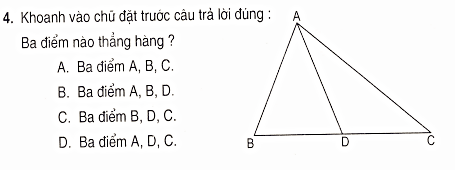 4. Khoanh vào chữ đặt trước câu trả lời đúng :
Ba điểm nào thẳng hàng ?
A. Ba điểm A, B, C.
B. Ba điểm A, B, D.
C. Ba điểm B, D, C.
D. Ba điểm A, D, C.
A
B
D
C